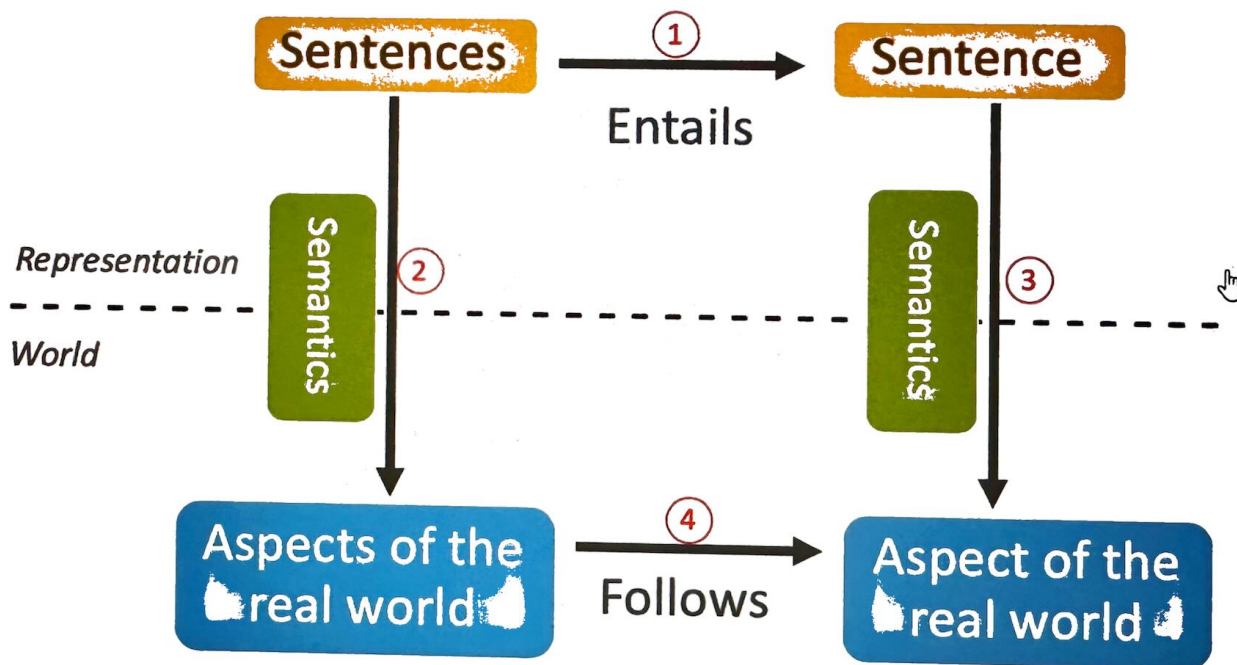 Sentences
1
Sentence
Entails
Semantics
Semantics
Representation
2
3
World
Aspects of the
real world
4
Follows
Aspect of the
real world